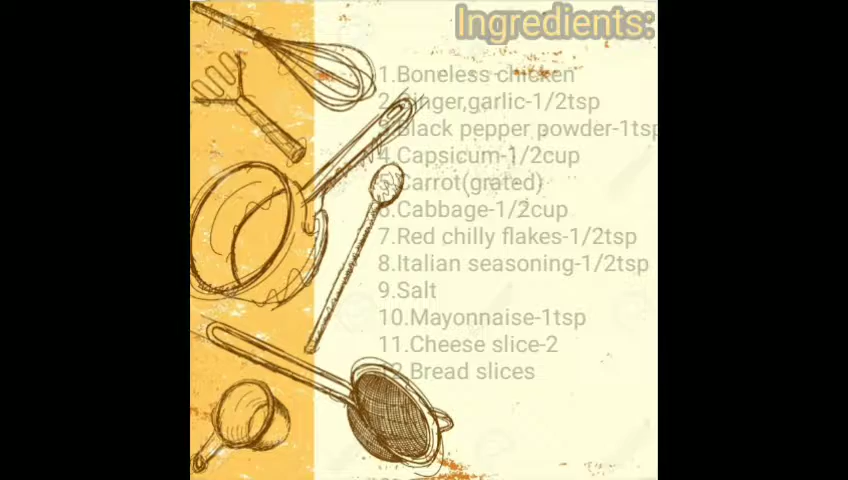 Ingredients:
1.Boneless chicken
2.Ginger,garlic-1/2tsp
3.Black pepper powder-1tsp
4.Capsicum-1/2cup
5.Carrot(grated)
6.Cabbage-1/2cup
7.Red chilly flakes-1/2tsp
8.Italian seasoning-1/2tsp
9.Salt
10.Mayonnaise-1tsp
11.Cheese slice-2
12.Bread slices